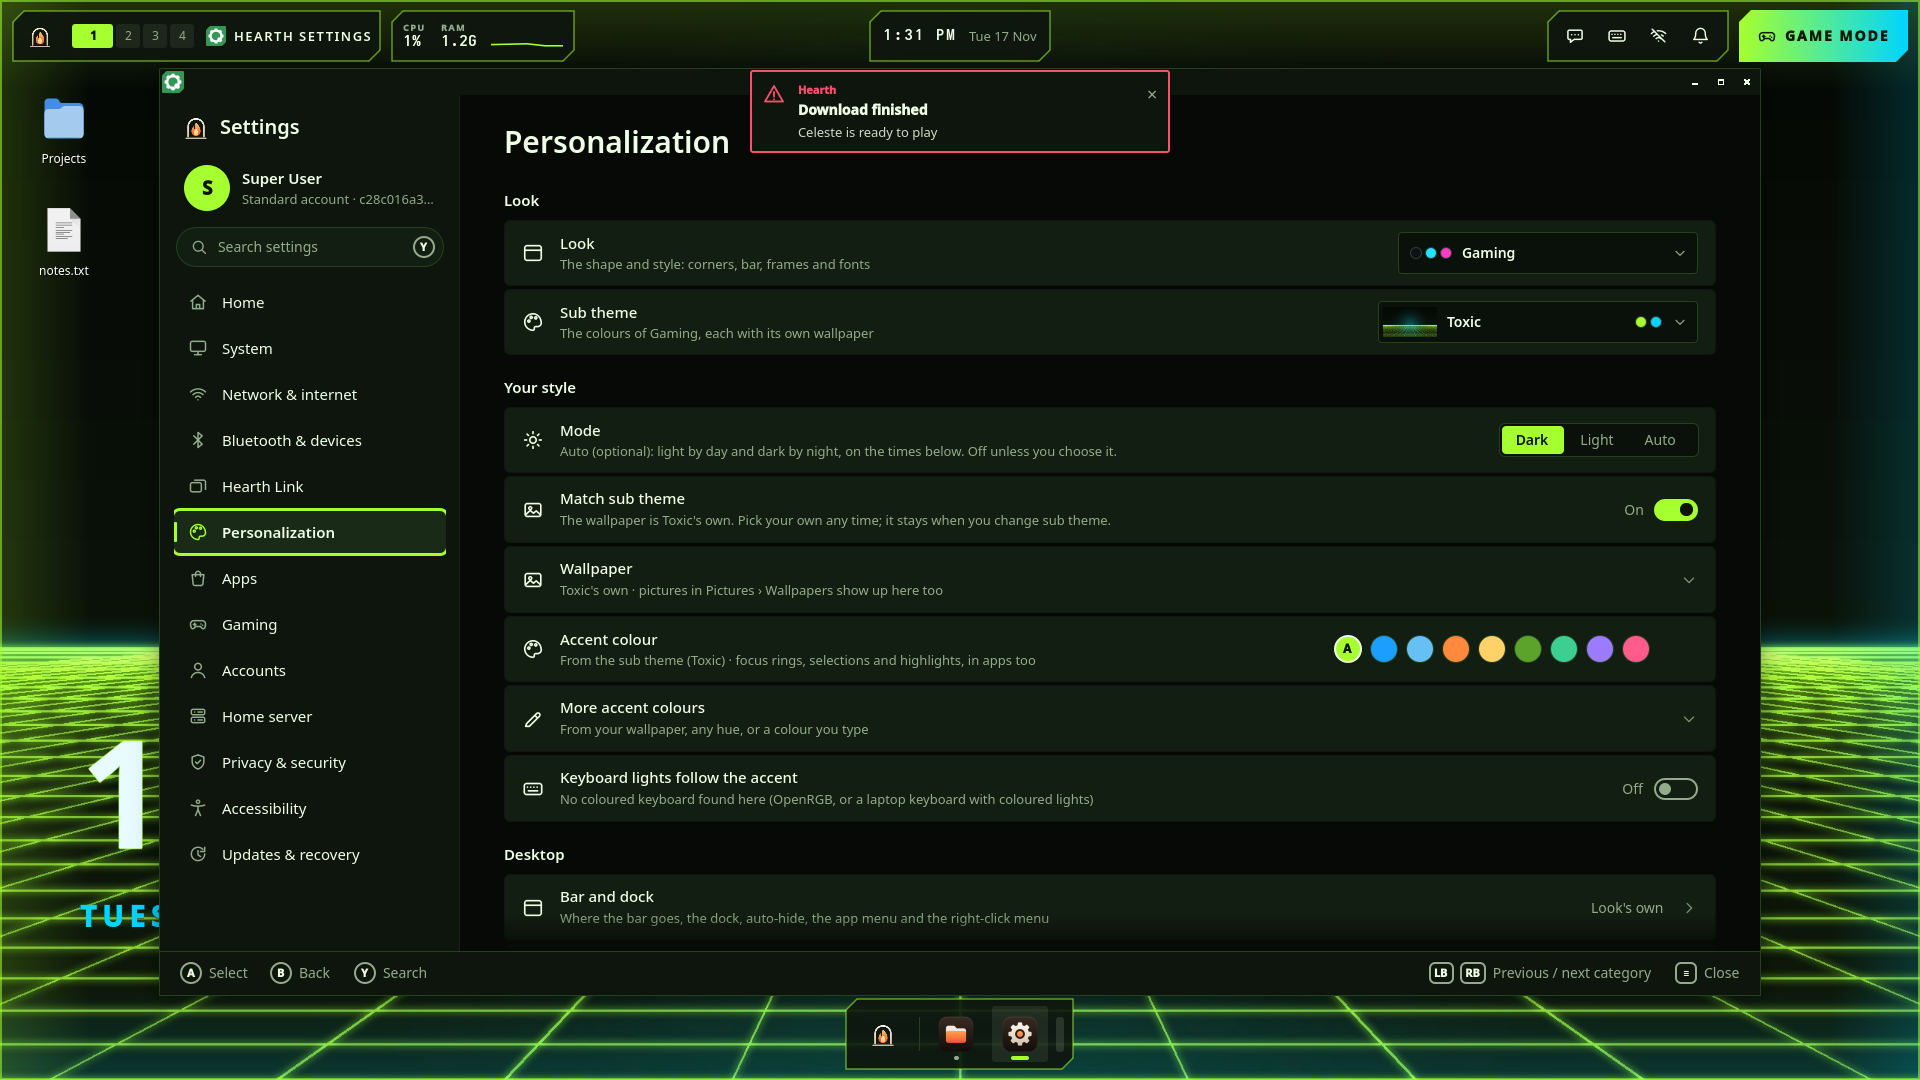 1
2
3
4
HEARTH SETTINGS
CPU
1%
RAM
1.2G
1:31 PM
Tue 17 Nov
GAME MODE
Projects
notes.txt
1
TUES
Hearth
Download finished
Celeste is ready to play
Settings
S
Super User
Standard account · c28c016a3...
Search settings
Y
Home
System
Network & internet
Bluetooth & devices
Hearth Link
Personalization
Apps
Gaming
Accounts
Home server
Privacy & security
Accessibility
Updates & recovery
Personalization
Look
Look
The shape and style: corners, bar, frames and fonts
Gaming
Sub theme
The colours of Gaming, each with its own wallpaper
Toxic
Your style
Mode
Auto (optional): light by day and dark by night, on the times below. Off unless you choose it.
Dark
Light
Auto
Match sub theme
The wallpaper is Toxic's own. Pick your own any time; it stays when you change sub theme.
On
Wallpaper
Toxic's own · pictures in Pictures › Wallpapers show up here too
Accent colour
From the sub theme (Toxic) · focus rings, selections and highlights, in apps too
A
More accent colours
From your wallpaper, any hue, or a colour you type
Keyboard lights follow the accent
No coloured keyboard found here (OpenRGB, or a laptop keyboard with coloured lights)
Off
Desktop
Bar and dock
Where the bar goes, the dock, auto-hide, the app menu and the right-click menu
Look's own
A Select
B Back
Y Search
LB RB Previous / next category
Close